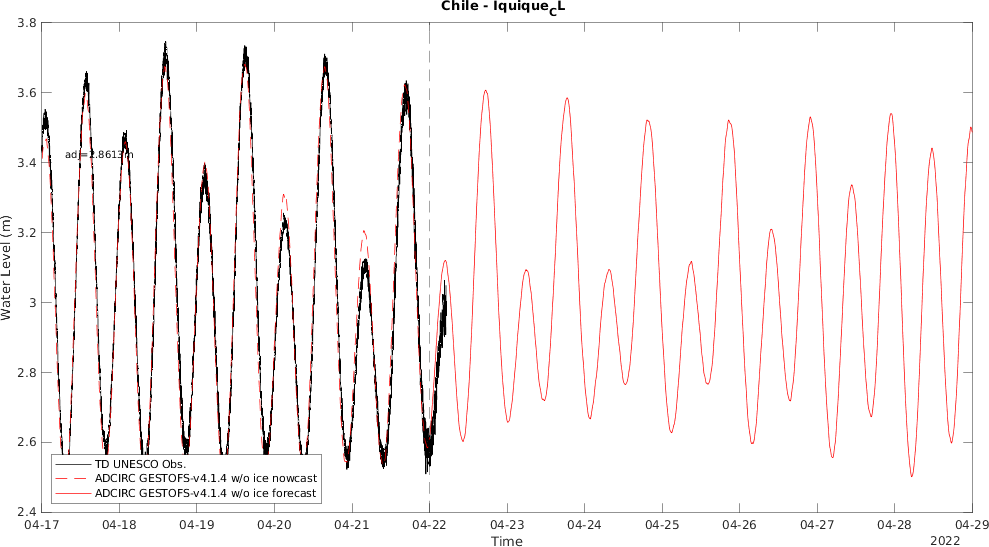 Chile - Iquique_CL
Water Level (m)
3.8
3.6
3.4
3.2
3
2.8
2.6
2.4
adj=2.8613m
TD UNESCO Obs.
ADCIRC GESTOFS-v4.1.4 w/o ice nowcast
ADCIRC GESTOFS-v4.1.4 w/o ice forecast
04-17 04-18 04-19 04-20 04-21 04-22 04-23 04-24 04-25 04-26 04-27 04-28 04-29
Time
2022